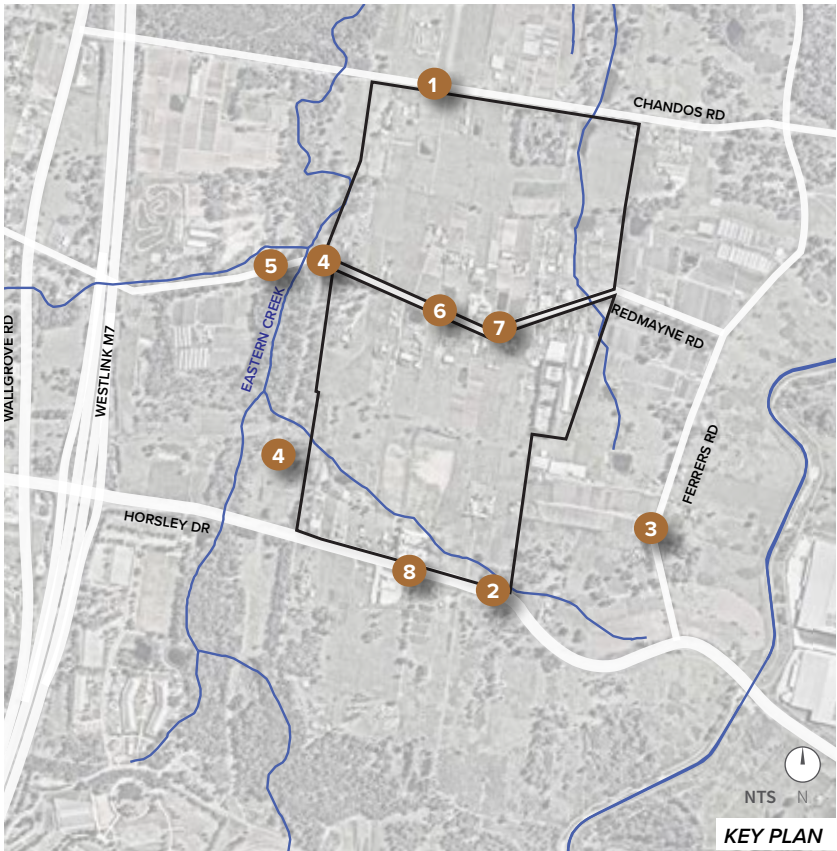 1
CHANDOS RD
4
5
6
7
REDMAYNE RD
EASTERN CREEK
WALLGROVE RD
WESTLINK M7
4
FERRERS RD
3
HORSLEY DR
8
2
NTS N
KEY PLAN